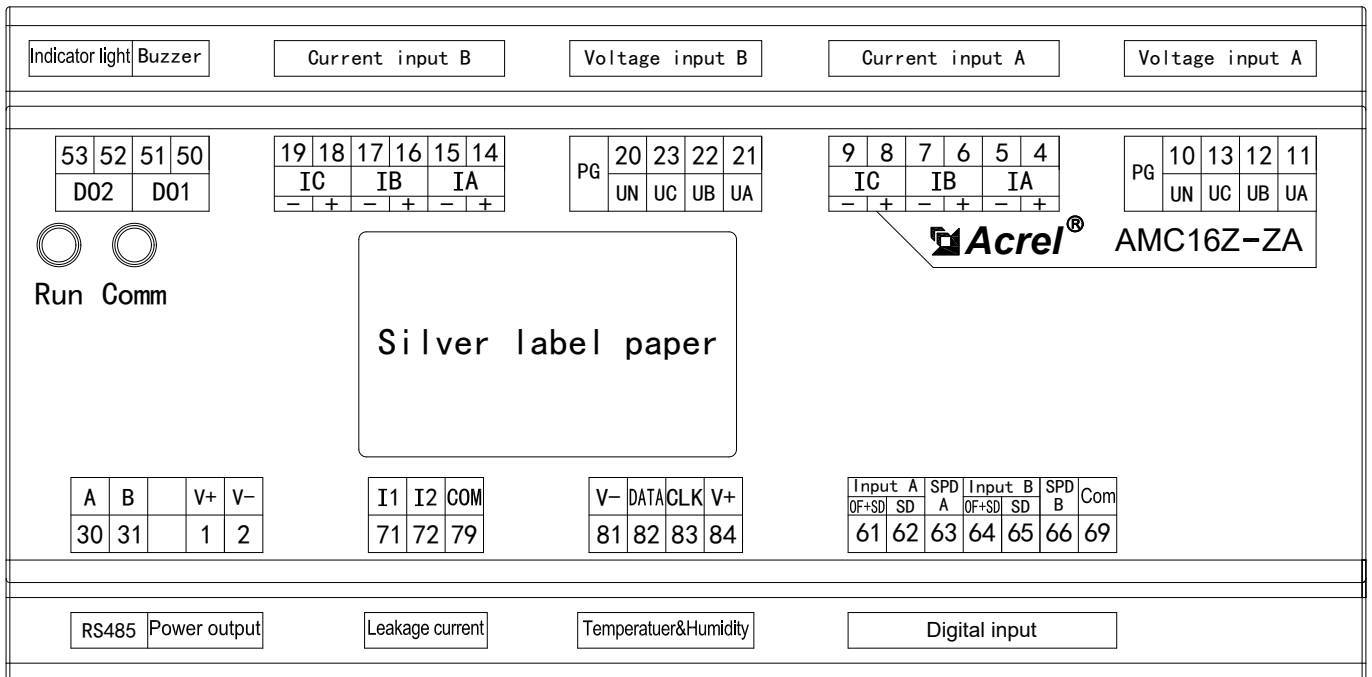 Indicator light Buzzer Current input B Voltage input B Current input A Voltage input A
53 52 51 50 19 18 17 16 15 14 PG 20 23 22 21 9 8 7 6 5 4 PG 10 13 12 11
DO2 DO1 IC IB IA UN UC UB UA IC IB IA UN UC UB UA
- + - + - + - + - + - +
Acrel® AMC16Z-ZA
Run Comm
Silver label paper
A B V+ V- I1 I2 COM V- DATA CLK V+ Input A SPD A Input B SPD B Com
OF+SD SD OF+SD SD
30 31 1 2 71 72 79 81 82 83 84 61 62 63 64 65 66 69
RS485 Power output Leakage current Temperatuer&Humidity Digital input